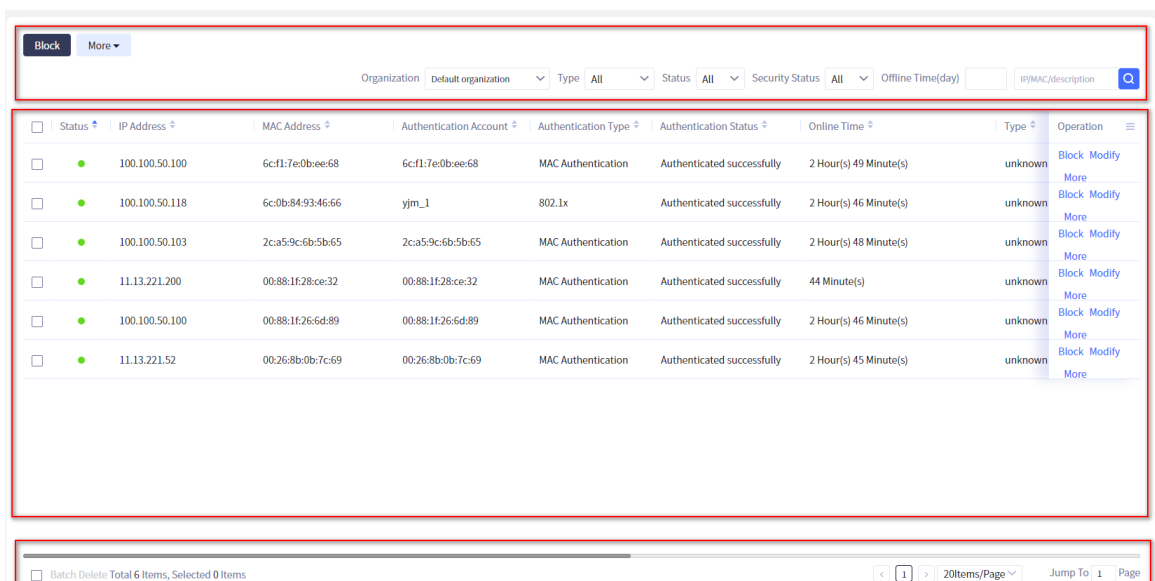 Block More
Organization Default organization Type All Status All Security Status All Offline Time(day) IP/MAC/description
Status IP Address MAC Address Authentication Account Authentication Type Authentication Status Online Time Type Operation
100.100.50.100 6c:f1:7e:0b:ee:68 6c:f1:7e:0b:ee:68 MAC Authentication Authenticated successfully 2 Hour(s) 49 Minute(s) unknown Block Modify
More
100.100.50.118 6c:0b:84:93:46:66 yjm_1 802.1x Authenticated successfully 2 Hour(s) 46 Minute(s) unknown Block Modify
More
100.100.50.103 2c:a5:9c:6b:5b:65 2c:a5:9c:6b:5b:65 MAC Authentication Authenticated successfully 2 Hour(s) 48 Minute(s) unknown Block Modify
More
11.13.221.200 00:88:1f:28:ce:32 00:88:1f:28:ce:32 MAC Authentication Authenticated successfully 44 Minute(s) unknown Block Modify
More
100.100.50.100 00:88:1f:26:6d:89 00:88:1f:26:6d:89 MAC Authentication Authenticated successfully 2 Hour(s) 46 Minute(s) unknown Block Modify
More
11.13.221.52 00:26:8b:0b:7c:69 00:26:8b:0b:7c:69 MAC Authentication Authenticated successfully 2 Hour(s) 45 Minute(s) unknown Block Modify
More
Batch Delete Total 6 Items, Selected 0 Items < 1 > 20Items/Page Jump To 1 Page